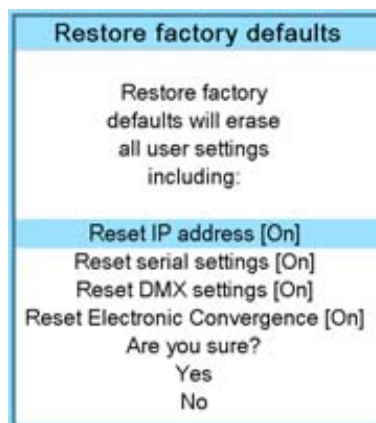 Restore factory defaults
Restore factory
defaults will erase
all user settings
including:
Reset IP address [On]
Reset serial settings [On]
Reset DMX settings [On]
Reset Electronic Convergence [On]
Are you sure?
Yes
No